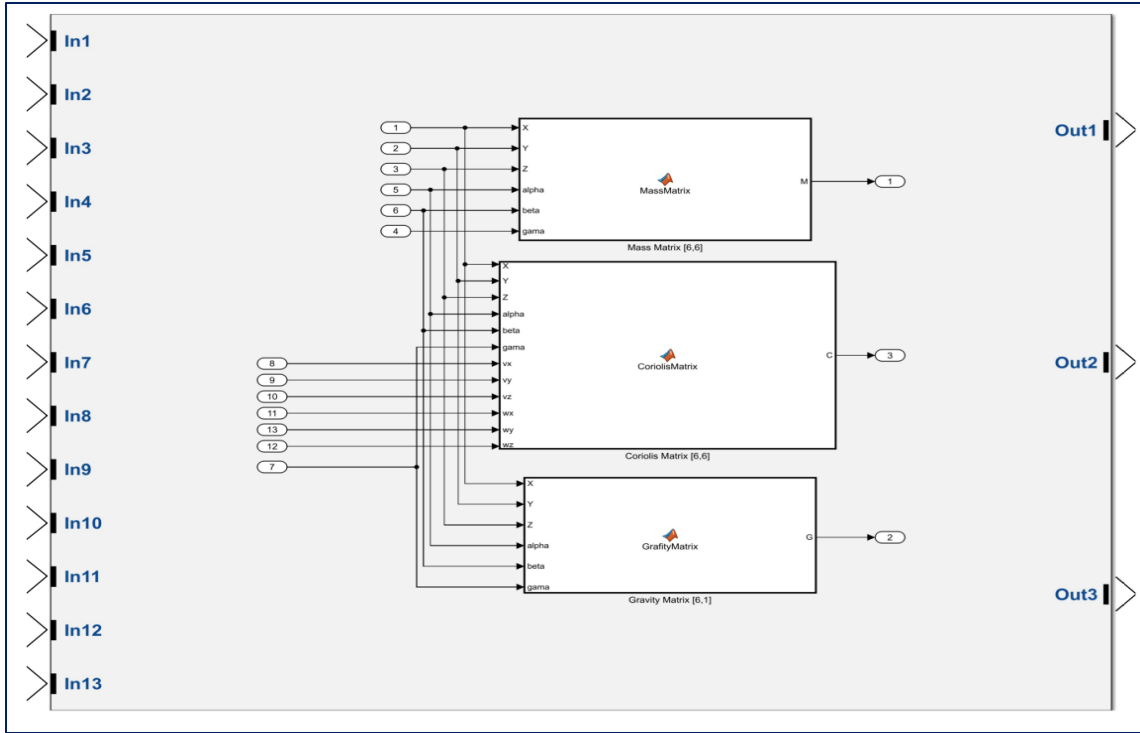 In1
In2
In3
In4
In5
In6
In7
In8
In9
In10
In11
In12
In13
1
2
3
5
6
4
X
Y
Z
alpha
beta
gama
MassMatrix
M
1
Mass Matrix [6,6]
8
9
10
11
13
12
7
X
Y
Z
alpha
beta
gama
vx
vy
vz
wx
wy
wz
CoriolisMatrix
C
3
Coriolis Matrix [6,6]
X
Y
Z
alpha
beta
gama
GrafityMatrix
G
2
Gravity Matrix [6,1]
Out1
Out2
Out3